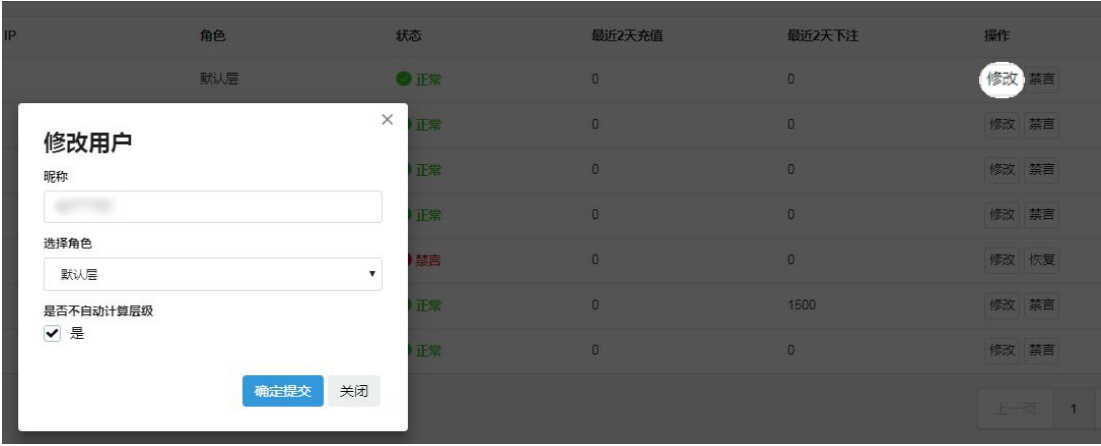 IP 角色 状态 最近2天充值 最近2天下注 操作
默认层 正常 0 0 修改 禁言
正常 0 0 修改 禁言
正常 0 0 修改 禁言
正常 0 0 修改 禁言
禁言 0 0 修改 恢复
正常 0 1500 修改 禁言
正常 0 0 修改 禁言
上一页 1
修改用户
昵称
选择角色
默认层
是否不自动计算层级
是
确定提交 关闭